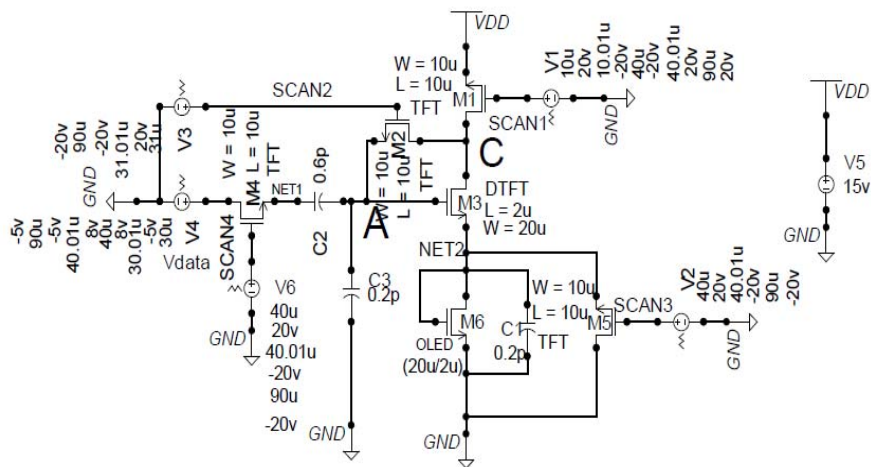 VDD
W = 10u
L = 10u
M1
V1
10u
20v
10.01u
-20v
40u
-20v
40.01u
20v
90u
20v
SCAN1
GND
SCAN2
TFT
M2
C
VDD
V5
15v
GND
-20v
90u
-20v
31.01u
20v
31u
V3
W = 10u
L = 10u
TFT
M4
NET1
0.6p
C2
W = 10u
L = 10u
TFT
A
DTFT
M3
L = 2u
W = 20u
GND
-5v
90u
-5v
40.01u
8v
40u
8v
30.01u
-5v
30u
V4
Vdata
SCAN4
V6
40u
20v
40.01u
-20v
90u
-20v
GND
C3
0.2p
GND
NET2
M6
OLED
(20u/2u)
C1
0.2p
W = 10u
L = 10u
TFT
M5
SCAN3
V2
40u
20v
40.01u
-20v
90u
-20v
GND
GND